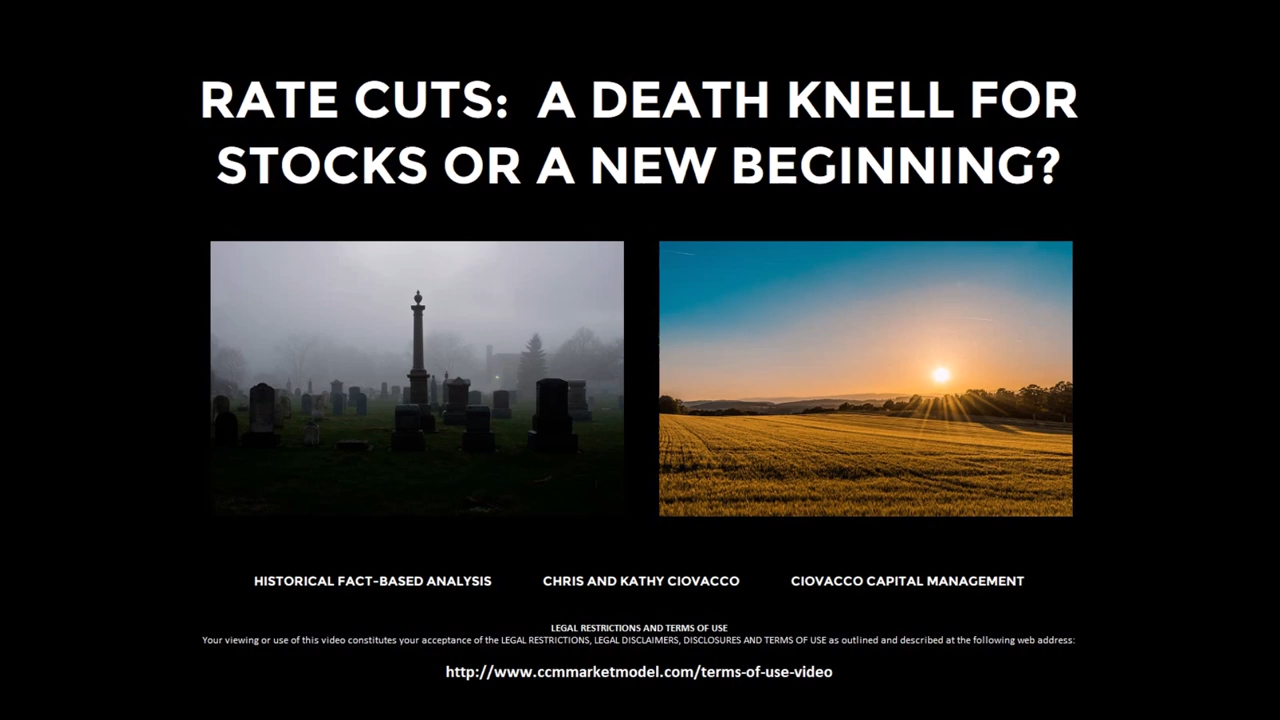 RATE CUTS: A DEATH KNELL FOR
STOCKS OR A NEW BEGINNING?
HISTORICAL FACT-BASED ANALYSIS CHRIS AND KATHY CIOVACCO CIOVACCO CAPITAL MANAGEMENT
LEGAL RESTRICTIONS AND TERMS OF USE
Your viewing or use of this video constitutes your acceptance of the LEGAL RESTRICTIONS, LEGAL DISCLAIMERS, DISCLOSURES AND TERMS OF USE as outlined and described at the following web address:
http://www.ccmmarketmodel.com/terms-of-use-video